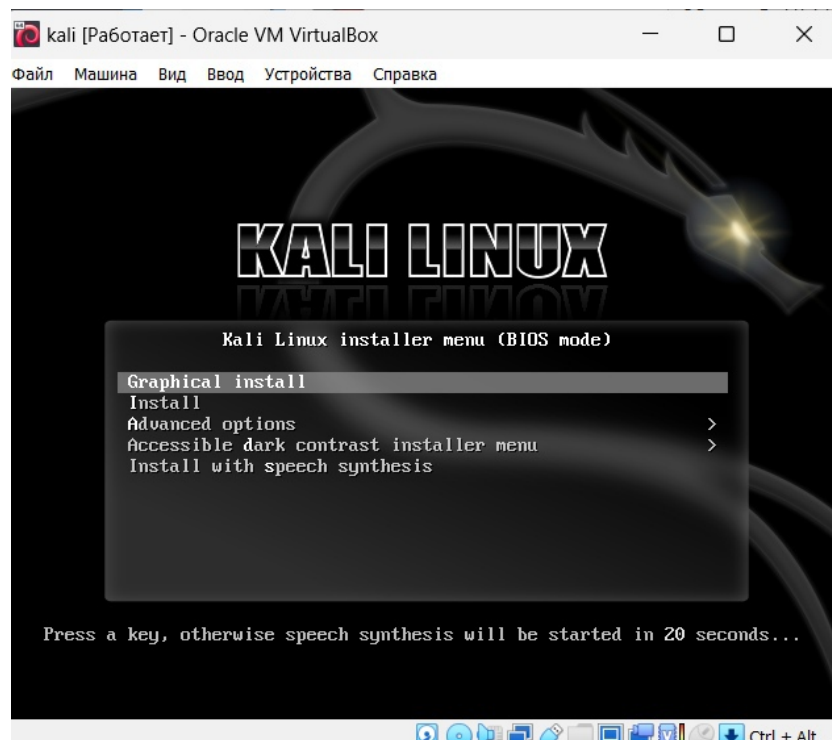 kali [Работает] - Oracle VM VirtualBox
Файл Машина Вид Ввод Устройства Справка
KALI LINUX
Kali Linux installer menu (BIOS mode)
Graphical install
Install
Advanced options >
Accessible dark contrast installer menu >
Install with speech synthesis
Press a key, otherwise speech synthesis will be started in 20 seconds...
Ctrl + Alt